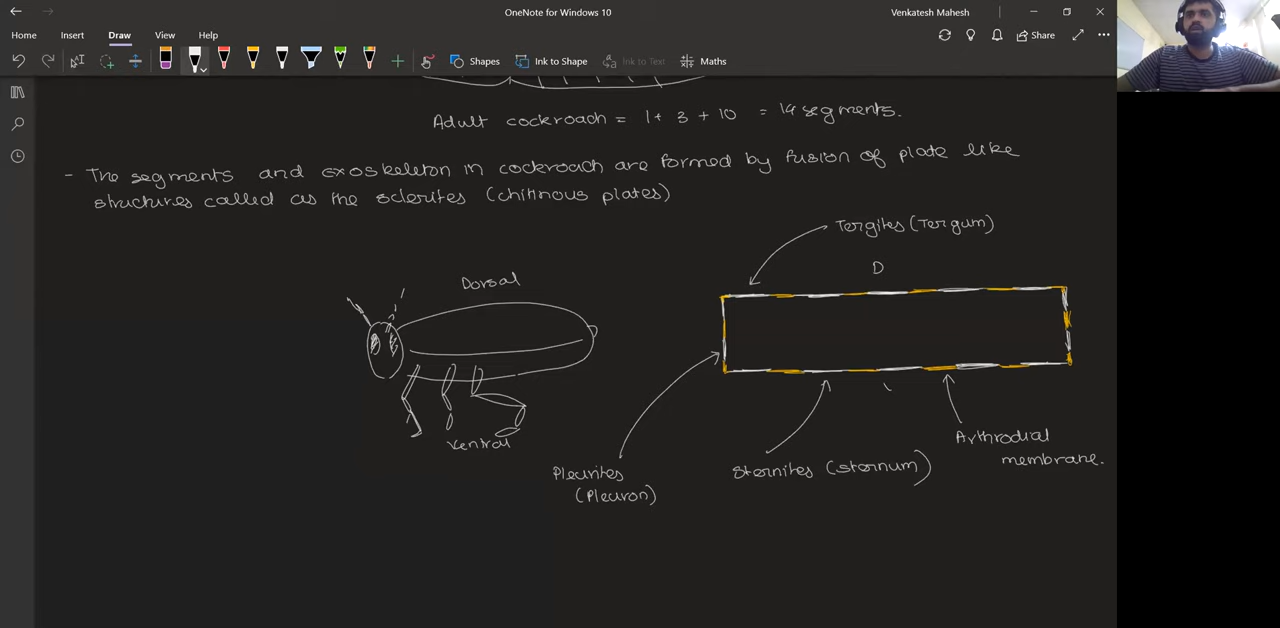 OneNote for Windows 10
Venkatesh Mahesh
Home Insert Draw View Help
Share
Shapes Ink to Shape Ink to Text Maths
Adult cockroach = 1 + 3 + 10 = 14 segments.
- The segments and exoskeleton in cockroach are formed by fusion of plate like
structures called as the sclerites (chitinous plates)
Tergites (Tergum)
D
Dorsal
Ventral
Arthrodial
membrane.
Sternites (sternum)
Pleurites
(Pleuron)